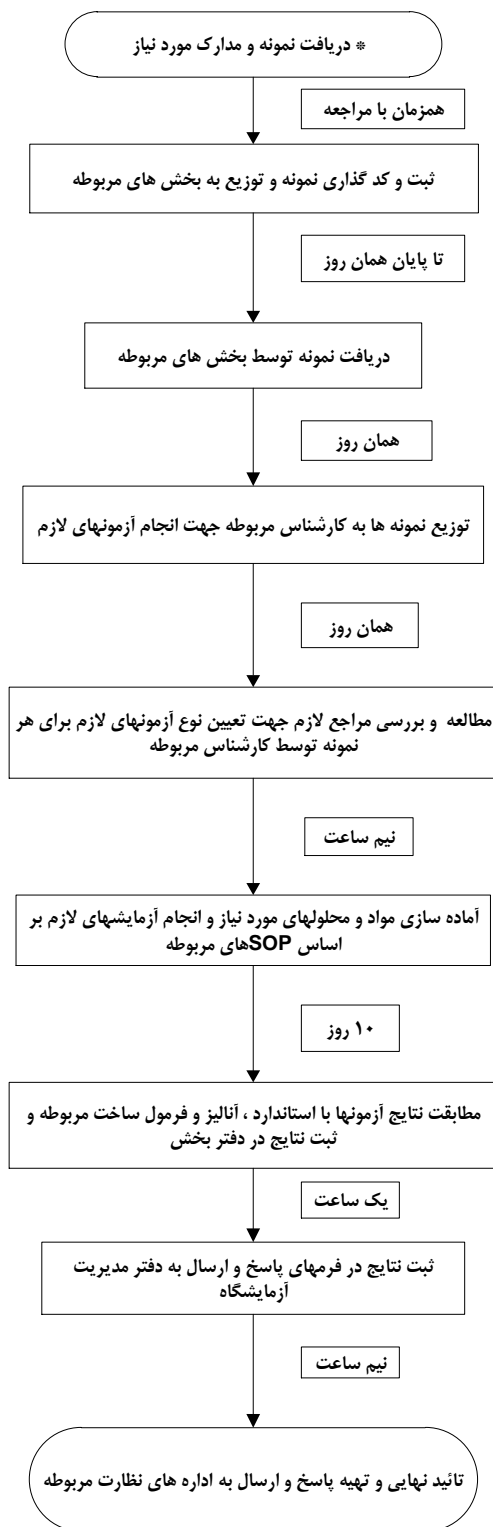 * دریافت نمونه و مدارک مورد نیاز
همزمان با مراجعه
ثبت و کد گذاری نمونه و توزیع به بخش های مربوطه
تا پایان همان روز
دریافت نمونه توسط بخش های مربوطه
همان روز
توزیع نمونه ها به کارشناس مربوطه جهت انجام آزمونهای لازم
همان روز
مطالعه و بررسی مراجع لازم جهت تعیین نوع آزمونهای لازم برای هر
نمونه توسط کارشناس مربوطه
نیم ساعت
آماده سازی مواد و محلولهای مورد نیاز و انجام آزمایشهای لازم بر
اساس SOPهای مربوطه
۱۰ روز
مطابقت نتایج آزمونها با استاندارد ، آنالیز و فرمول ساخت مربوطه و
ثبت نتایج در دفتر بخش
یک ساعت
ثبت نتایج در فرمهای پاسخ و ارسال به دفتر مدیریت
آزمایشگاه
نیم ساعت
تائید نهایی و تهیه پاسخ و ارسال به اداره های نظارت مربوطه